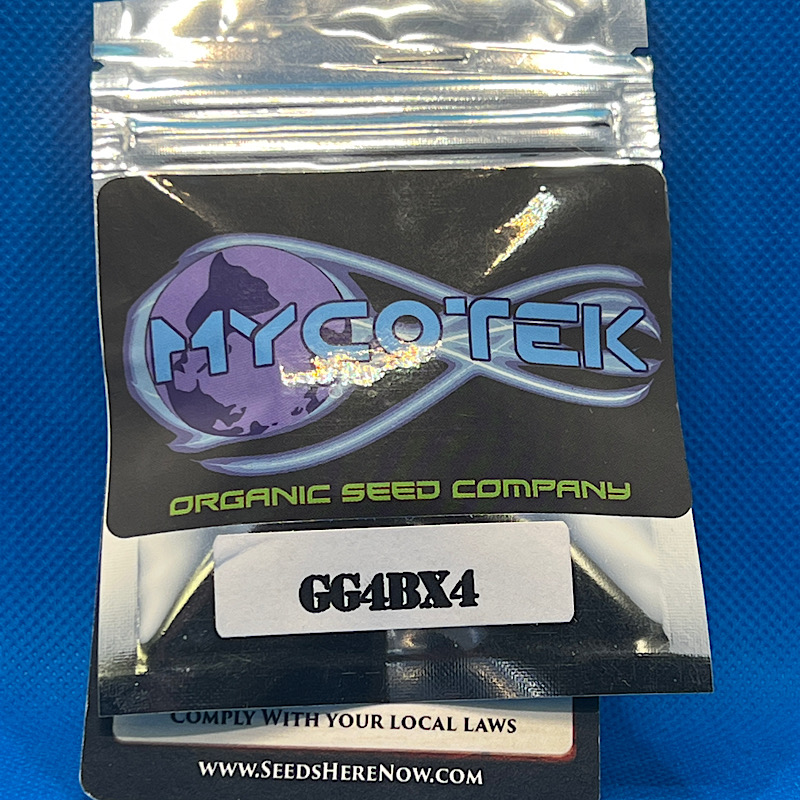 MYCOTEK
ORGANIC SEED COMPANY
GG4BX4
COMPLY WITH YOUR LOCAL LAWS
WWW.SEEDSHERENOW.COM